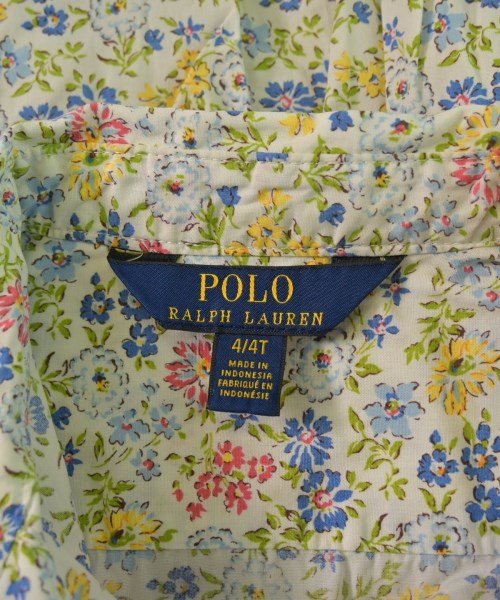 POLO
RALPH LAUREN
4/4T
MADE IN
INDONESIA
FABRIQUÉ EN
INDONÉSIE